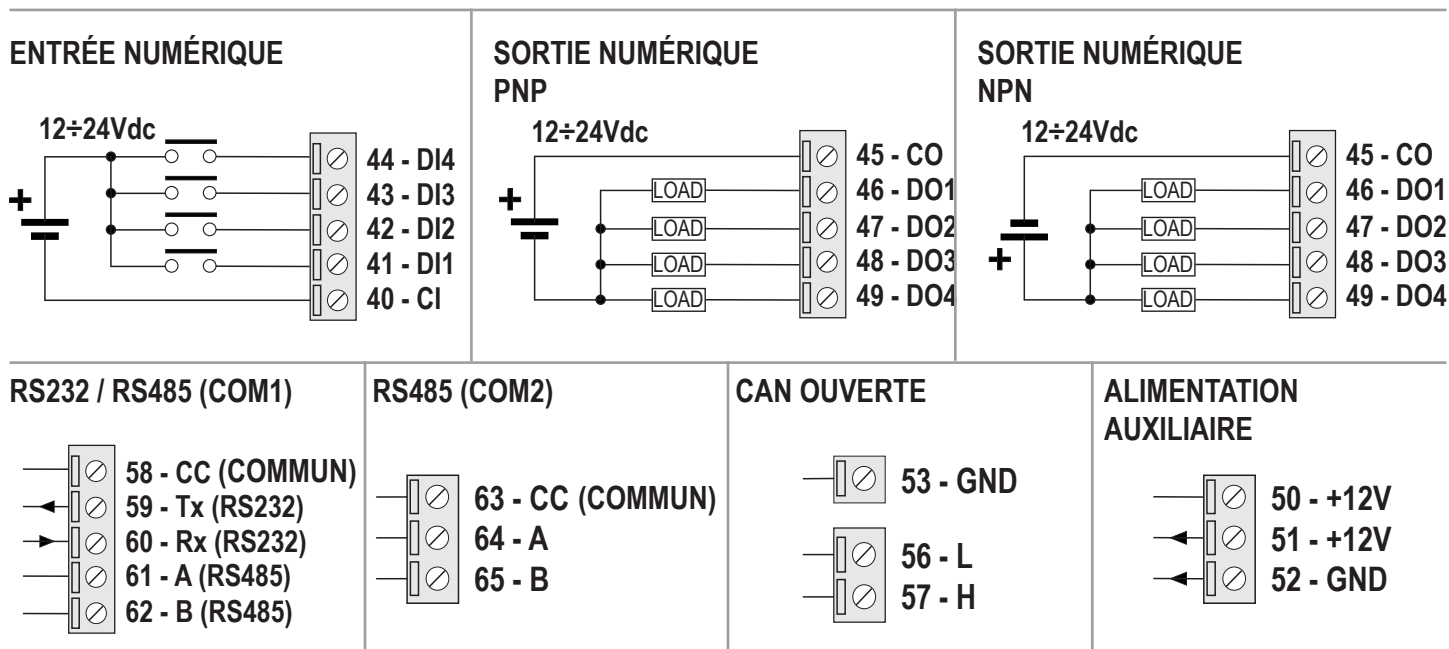 ENTRÉE NUMÉRIQUE
12÷24Vdc
+
44 - DI4
43 - DI3
42 - DI2
41 - DI1
40 - CI
SORTIE NUMÉRIQUE
PNP
12÷24Vdc
+
LOAD
LOAD
LOAD
LOAD
45 - CO
46 - DO1
47 - DO2
48 - DO3
49 - DO4
SORTIE NUMÉRIQUE
NPN
12÷24Vdc
+
LOAD
LOAD
LOAD
LOAD
45 - CO
46 - DO1
47 - DO2
48 - DO3
49 - DO4
RS232 / RS485 (COM1)
58 - CC (COMMUN)
59 - Tx (RS232)
60 - Rx (RS232)
61 - A (RS485)
62 - B (RS485)
RS485 (COM2)
63 - CC (COMMUN)
64 - A
65 - B
CAN OUVERTE
53 - GND
56 - L
57 - H
ALIMENTATION
AUXILIAIRE
50 - +12V
51 - +12V
52 - GND